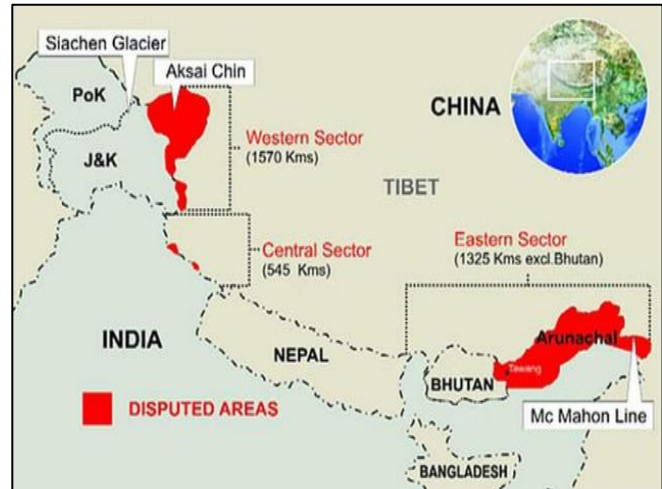 Siachen Glacier
Aksai Chin
PoK
CHINA
Western Sector
(1570 Kms)
J&K
TIBET
Eastern Sector
(1325 Kms excl.Bhutan)
Central Sector
(545 Kms)
INDIA
NEPAL
Arunachal
Tawang
BHUTAN
DISPUTED AREAS
Mc Mahon Line
BANGLADESH